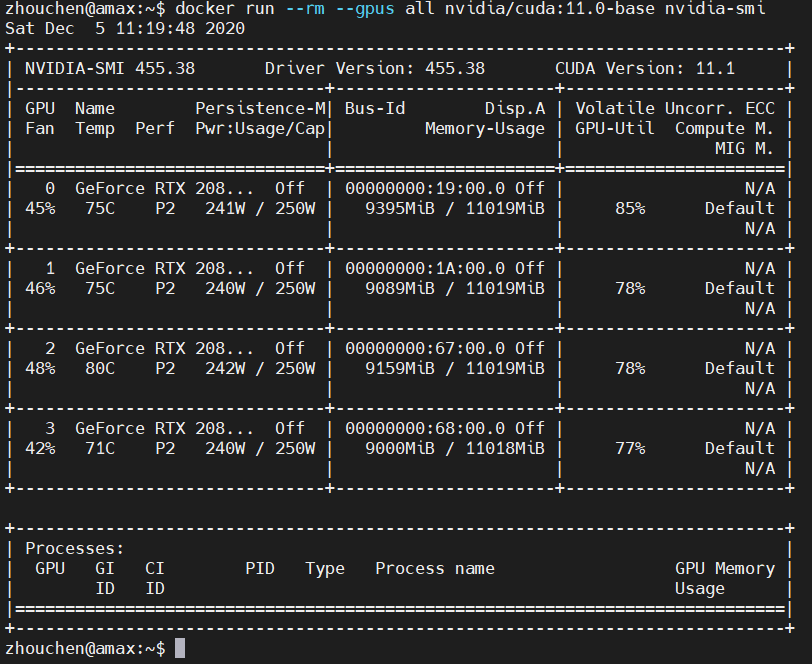 zhouchen@amax:~$ docker run --rm --gpus all nvidia/cuda:11.0-base nvidia-smi
Sat Dec  5 11:19:48 2020
+-----------------------------------------------------------------------------+
| NVIDIA-SMI 455.38       Driver Version: 455.38       CUDA Version: 11.1     |
|-------------------------------+----------------------+----------------------+
| GPU  Name        Persistence-M| Bus-Id        Disp.A | Volatile Uncorr. ECC |
| Fan  Temp  Perf  Pwr:Usage/Cap|         Memory-Usage | GPU-Util  Compute M. |
|                               |                      |               MIG M. |
|===============================+======================+======================|
|   0  GeForce RTX 208...  Off  | 00000000:19:00.0 Off |                  N/A |
| 45%   75C    P2   241W / 250W |   9395MiB / 11019MiB |     85%      Default |
|                               |                      |                  N/A |
+-------------------------------+----------------------+----------------------+
|   1  GeForce RTX 208...  Off  | 00000000:1A:00.0 Off |                  N/A |
| 46%   75C    P2   240W / 250W |   9089MiB / 11019MiB |     78%      Default |
|                               |                      |                  N/A |
+-------------------------------+----------------------+----------------------+
|   2  GeForce RTX 208...  Off  | 00000000:67:00.0 Off |                  N/A |
| 48%   80C    P2   242W / 250W |   9159MiB / 11019MiB |     78%      Default |
|                               |                      |                  N/A |
+-------------------------------+----------------------+----------------------+
|   3  GeForce RTX 208...  Off  | 00000000:68:00.0 Off |                  N/A |
| 42%   71C    P2   240W / 250W |   9000MiB / 11018MiB |     77%      Default |
|                               |                      |                  N/A |
+-------------------------------+----------------------+----------------------+

+-----------------------------------------------------------------------------+
| Processes:                                                                  |
|  GPU   GI   CI        PID   Type   Process name                  GPU Memory |
|        ID   ID                                                   Usage      |
|=============================================================================|
+-----------------------------------------------------------------------------+
zhouchen@amax:~$